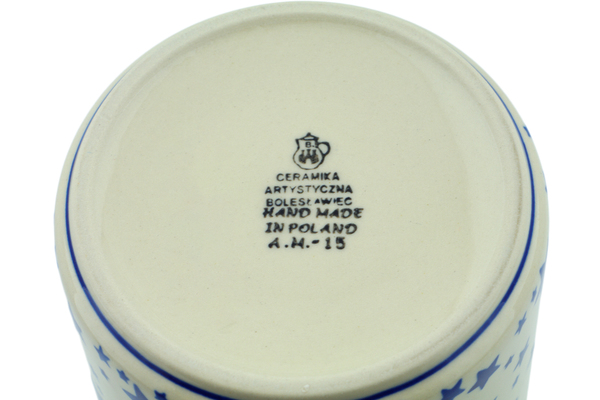 B.
CERAMIKA
ARTYSTYCZNA
BOLESŁAWIEC
HAND MADE
IN POLAND
A.M.-15